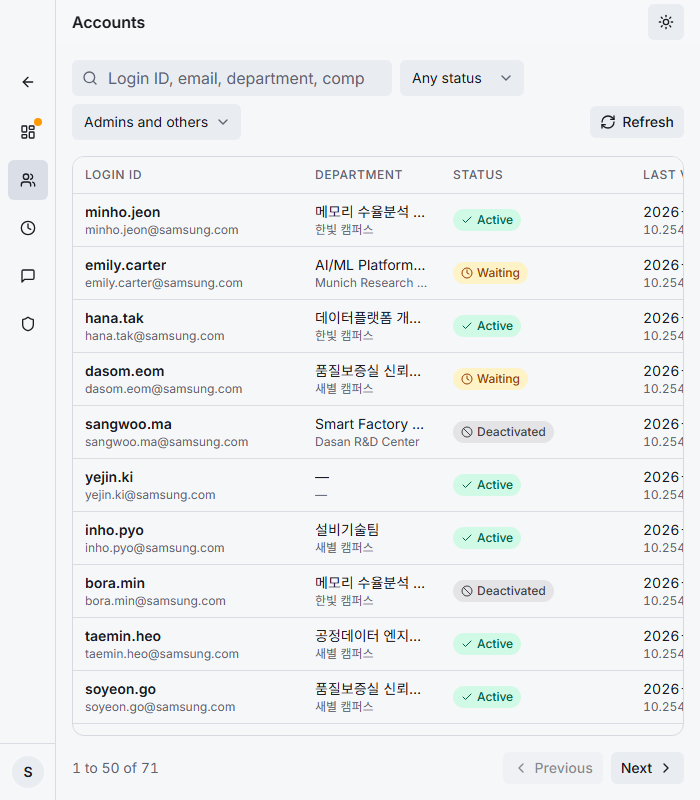 Accounts
Login ID, email, department, comp
Any status
Admins and others
Refresh
LOGIN ID DEPARTMENT STATUS LAST
minho.jeon 메모리 수율분석 ... Active 2026-
minho.jeon@samsung.com 한빛 캠퍼스 10.254
emily.carter AI/ML Platform... Waiting 2026-
emily.carter@samsung.com Munich Research ... 10.254
hana.tak 데이터플랫폼 개... Active 2026-
hana.tak@samsung.com 한빛 캠퍼스 10.254
dasom.eom 품질보증실 신뢰... Waiting 2026-
dasom.eom@samsung.com 새별 캠퍼스 10.254
sangwoo.ma Smart Factory ... Deactivated 2026-
sangwoo.ma@samsung.com Dasan R&D Center 10.254
yejin.ki — Active 2026-
yejin.ki@samsung.com — 10.254
inho.pyo 설비기술팀 Active 2026-
inho.pyo@samsung.com 새별 캠퍼스 10.254
bora.min 메모리 수율분석 ... Deactivated 2026-
bora.min@samsung.com 한빛 캠퍼스 10.254
taemin.heo 공정데이터 엔지... Active 2026-
taemin.heo@samsung.com 새별 캠퍼스 10.254
soyeon.go 품질보증실 신뢰... Active 2026-
soyeon.go@samsung.com 새별 캠퍼스 10.254
S
1 to 50 of 71
Previous
Next